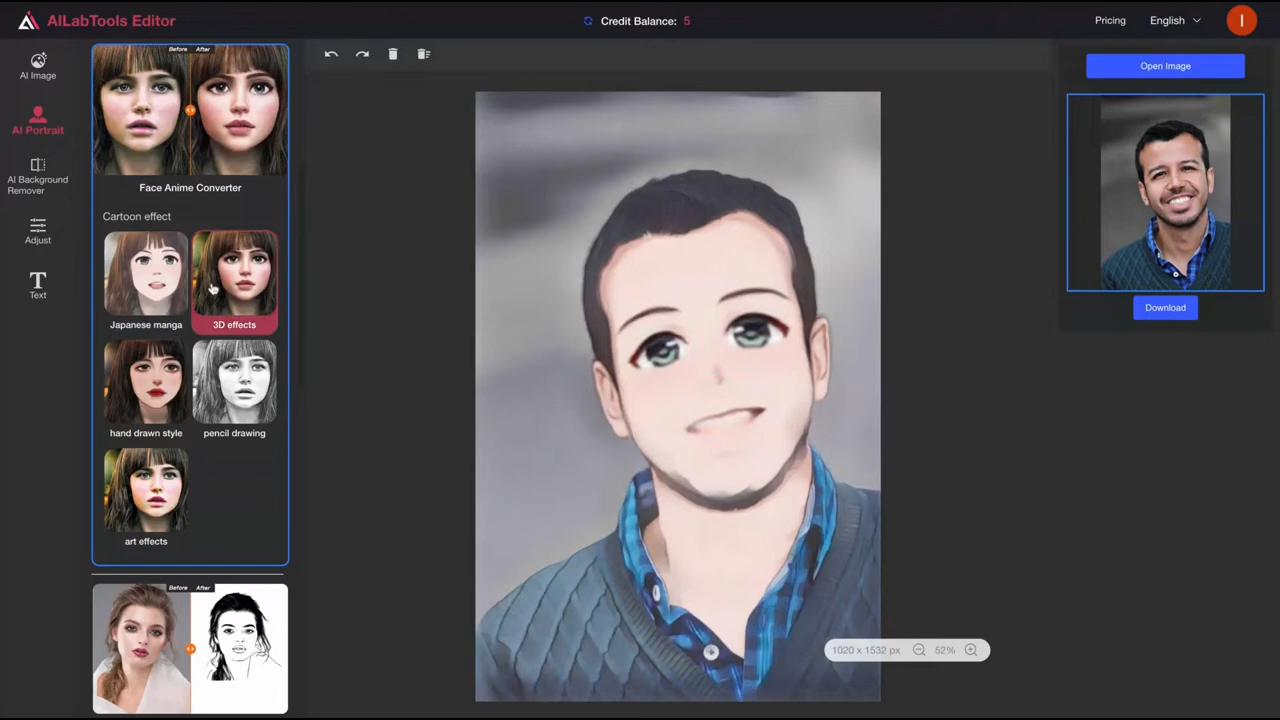 AILabTools Editor
Credit Balance: 5
Pricing
English
I
AI Image
AI Portrait
AI Background
Remover
Adjust
Text
Before After
Face Anime Converter
Cartoon effect
Japanese manga
3D effects
hand drawn style
pencil drawing
art effects
Before After
Open Image
Download
1020 x 1532 px
52%